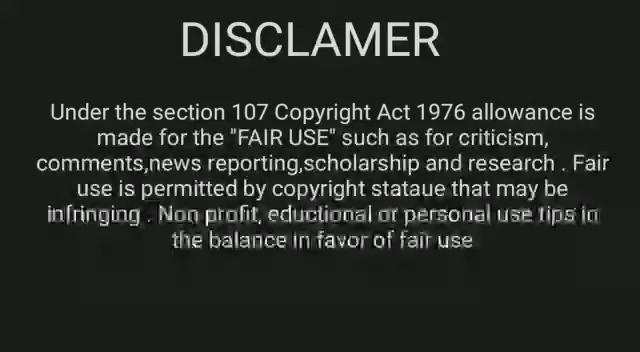 DISCLAMER
Under the section 107 Copyright Act 1976 allowance is
made for the "FAIR USE" such as for criticism,
comments,news reporting,scholarship and research . Fair
use is permitted by copyright stataue that may be
infringing . Non profit, eductional or personal use tips in
the balance in favor of fair use